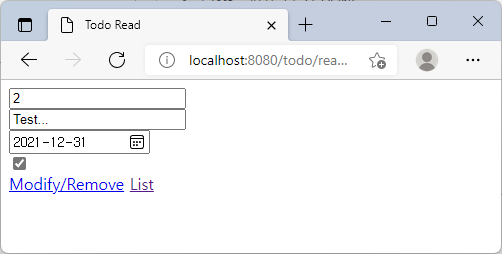 Todo Read
localhost:8080/todo/rea...
2
Test...
2021-12-31
Modify/Remove List